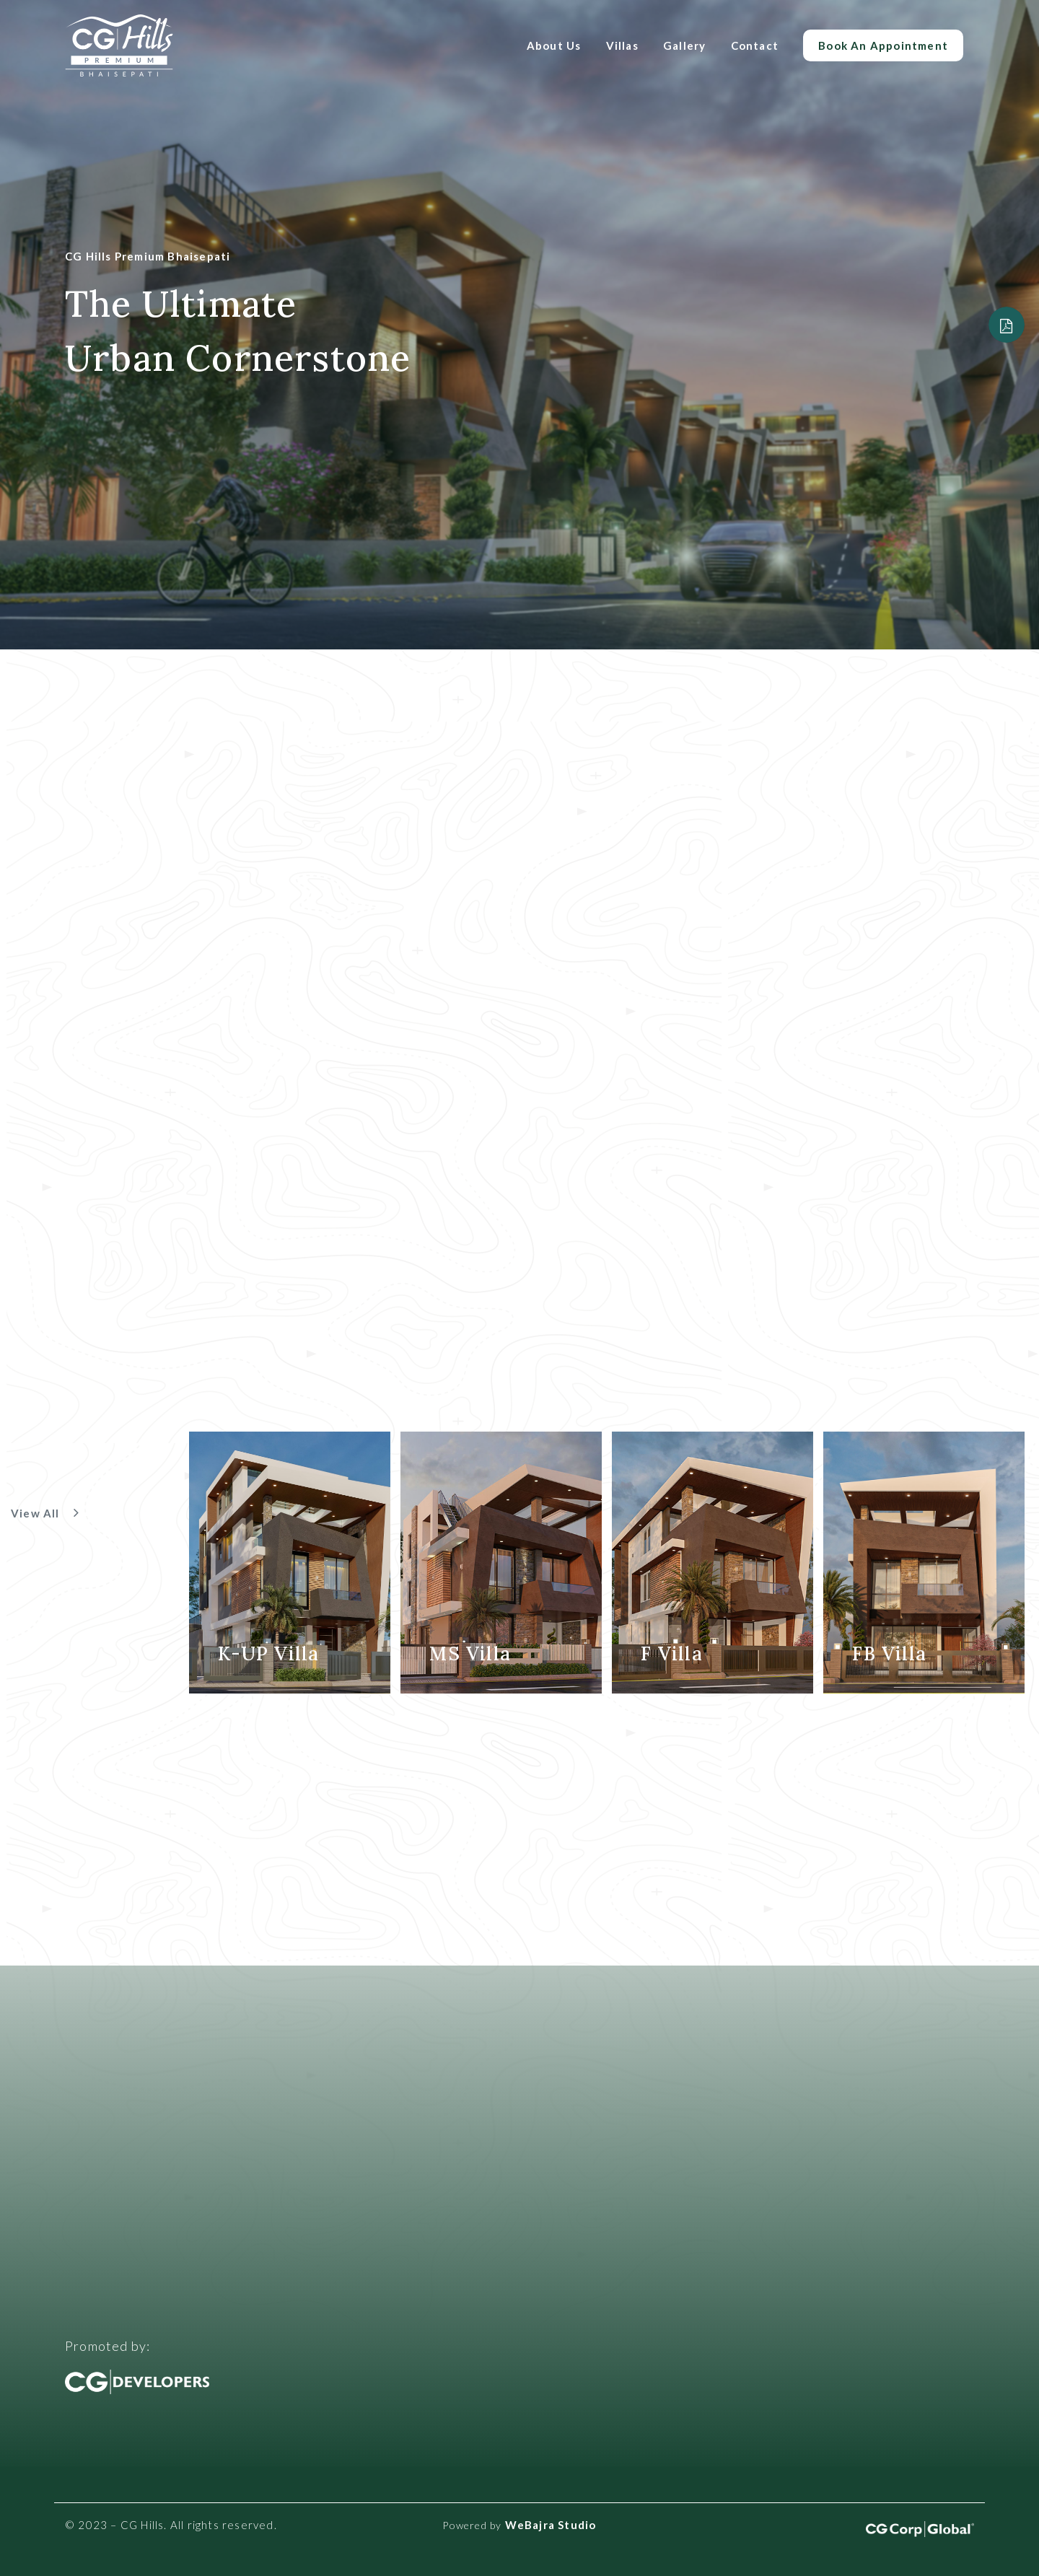 CG Hills
PREMIUM
BHAISEPATI
About Us
Villas
Gallery
Contact
Book An Appointment
CG Hills Premium Bhaisepati
The Ultimate
Urban Cornerstone
View All
K-UP Villa
MS Villa
F Villa
FB Villa
Promoted by:
CG DEVELOPERS
© 2023 – CG Hills. All rights reserved.
Powered by WeBajra Studio
CG Corp Global